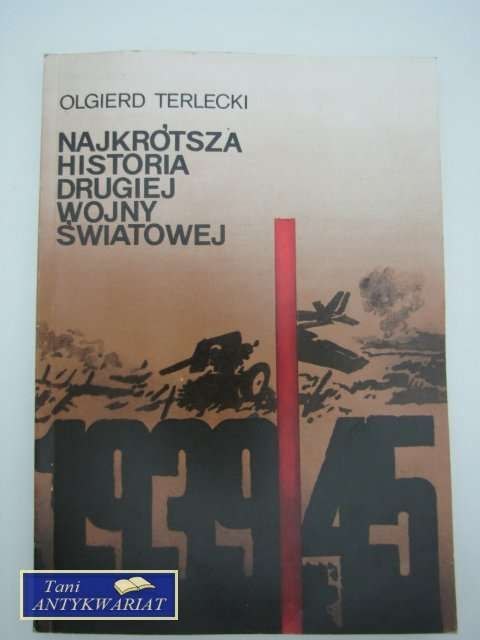 OLGIERD TERLECKI
NAJKRÓTSZA
HISTORIA
DRUGIEJ
WOJNY
ŚWIATOWEJ
1939 45
Tani
ANTYKWARIAT